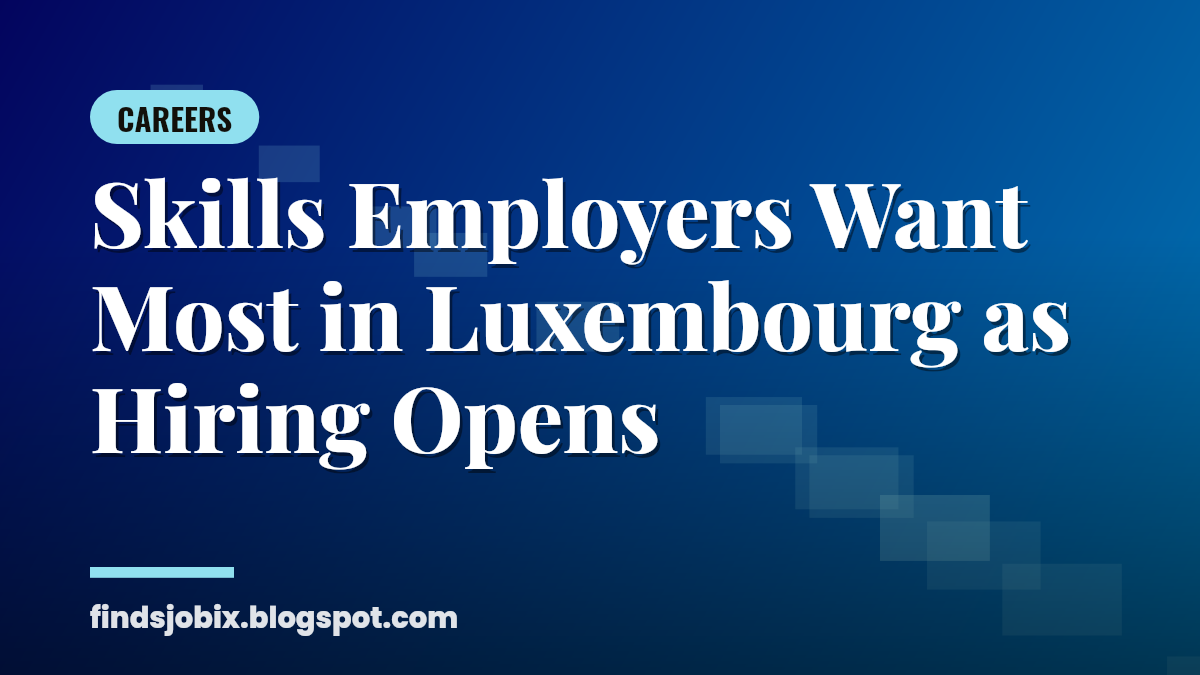 CAREERS
Skills Employers Want
Most in Luxembourg as
Hiring Opens
findsjobix.blogspot.com